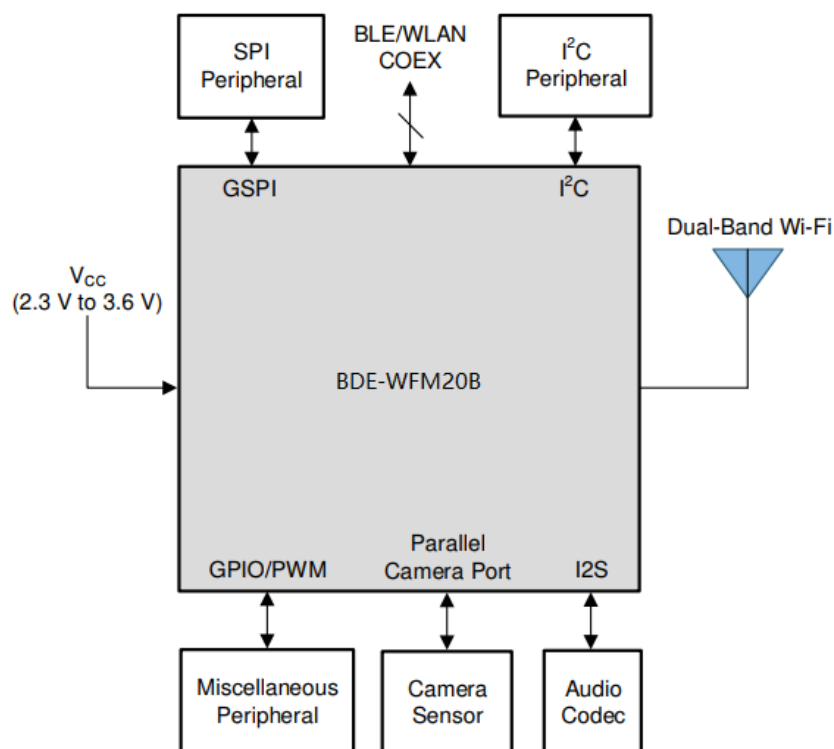 SPI
Peripheral
BLE/WLAN
COEX
I²C
Peripheral
GSPI
I²C
Dual-Band Wi-Fi
VCC
(2.3 V to 3.6 V)
BDE-WFM20B
GPIO/PWM
Parallel
Camera Port
I2S
Miscellaneous
Peripheral
Camera
Sensor
Audio
Codec